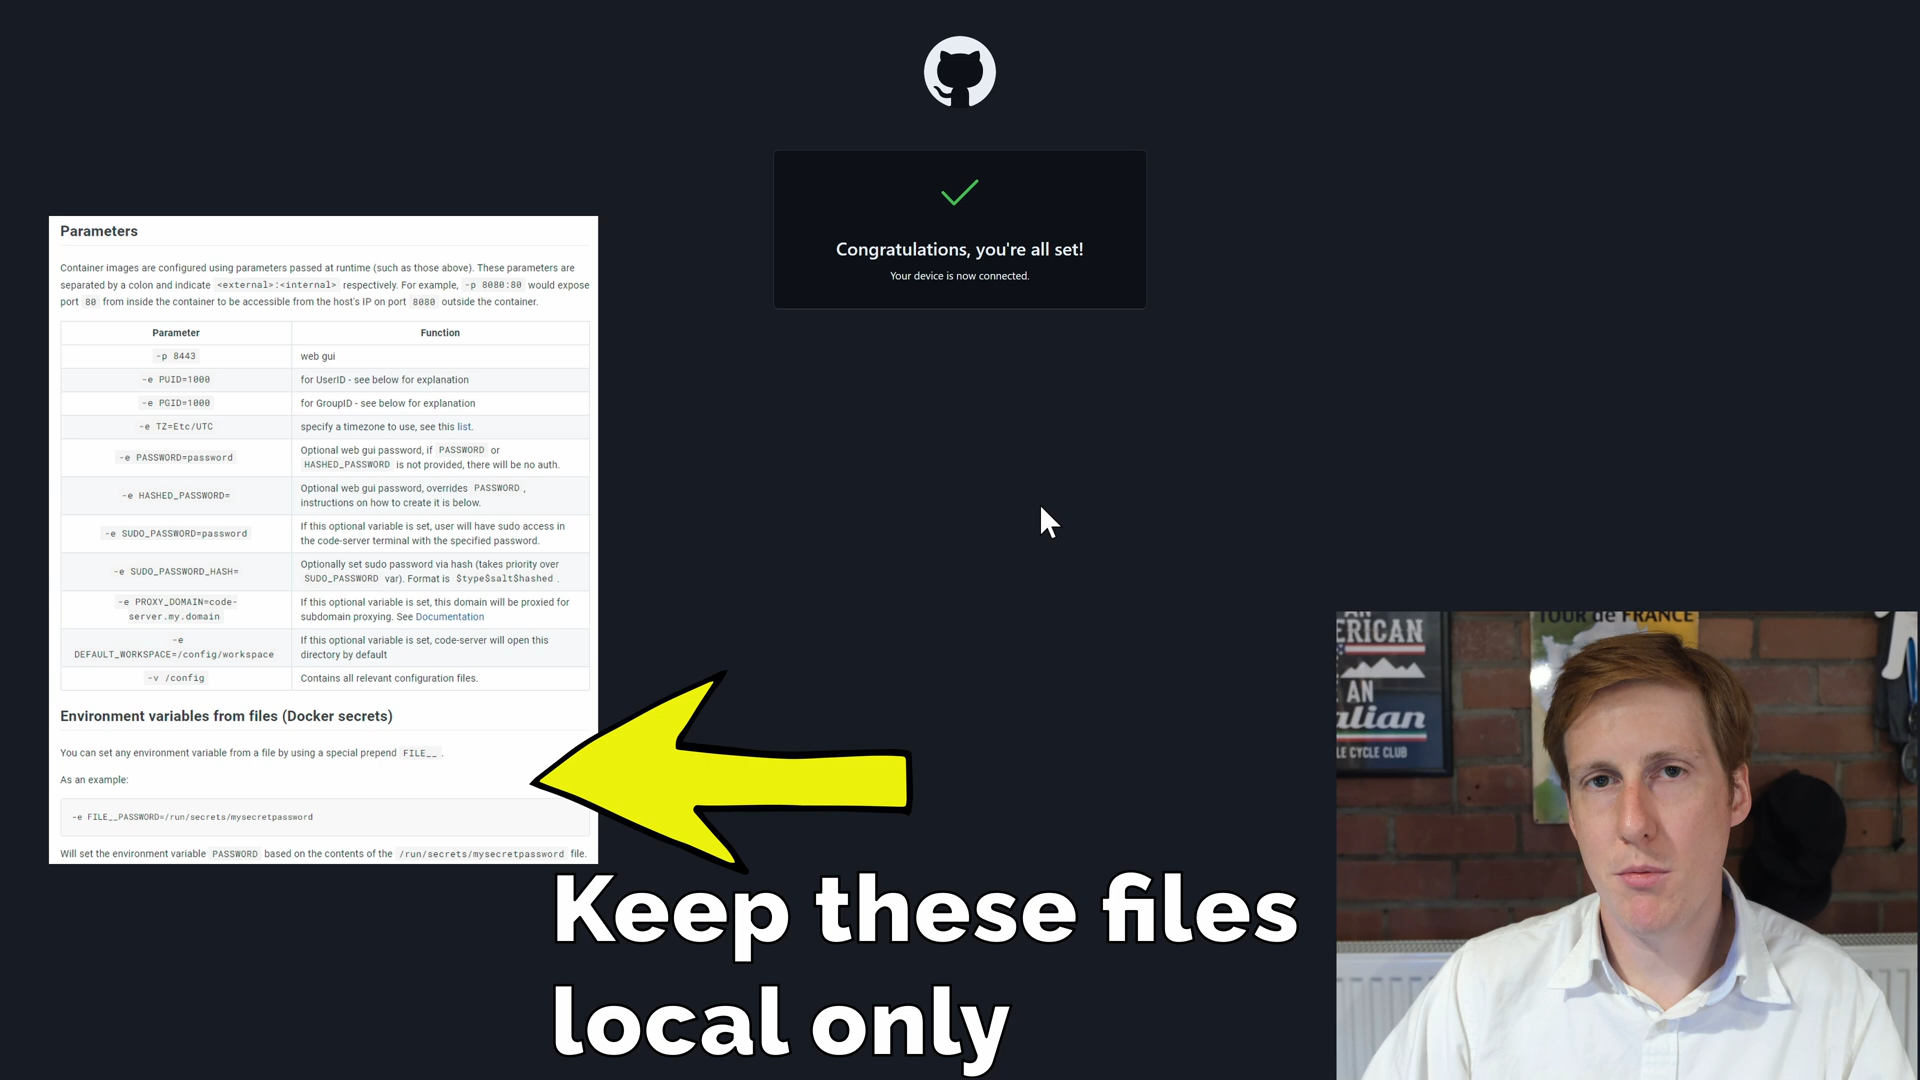 Congratulations, you're all set!
Your device is now connected.
Parameters
Container images are configured using parameters passed at runtime (such as those above). These parameters are
separated by a colon and indicate <external>:<internal> respectively. For example, -p 8080:80 would expose
port 80 from inside the container to be accessible from the host's IP on port 8080 outside the container.
Parameter Function
-p 8443 web gui
-e PUID=1000 for UserID - see below for explanation
-e PGID=1000 for GroupID - see below for explanation
-e TZ=Etc/UTC specify a timezone to use, see this list.
-e PASSWORD=password
Optional web gui password, if PASSWORD or
HASHED_PASSWORD is not provided, there will be no auth.
-e HASHED_PASSWORD=
Optional web gui password, overrides PASSWORD ,
instructions on how to create it is below.
-e SUDO_PASSWORD=password
If this optional variable is set, user will have sudo access in
the code-server terminal with the specified password.
-e SUDO_PASSWORD_HASH=
Optionally set sudo password via hash (takes priority over
SUDO_PASSWORD var). Format is $type$salt$hashed .
-e PROXY_DOMAIN=code-
server.my.domain
If this optional variable is set, this domain will be proxied for
subdomain proxying. See Documentation
-e
DEFAULT_WORKSPACE=/config/workspace
If this optional variable is set, code-server will open this
directory by default
-v /config Contains all relevant configuration files.
Environment variables from files (Docker secrets)
You can set any environment variable from a file by using a special prepend FILE__ .
As an example:
-e FILE__PASSWORD=/run/secrets/mysecretpassword
Will set the environment variable PASSWORD based on the contents of the /run/secrets/mysecretpassword file.
Keep these files
local only
TOUR de FRANCE
ERICAN
AN
alian
LE CYCLE CLUB